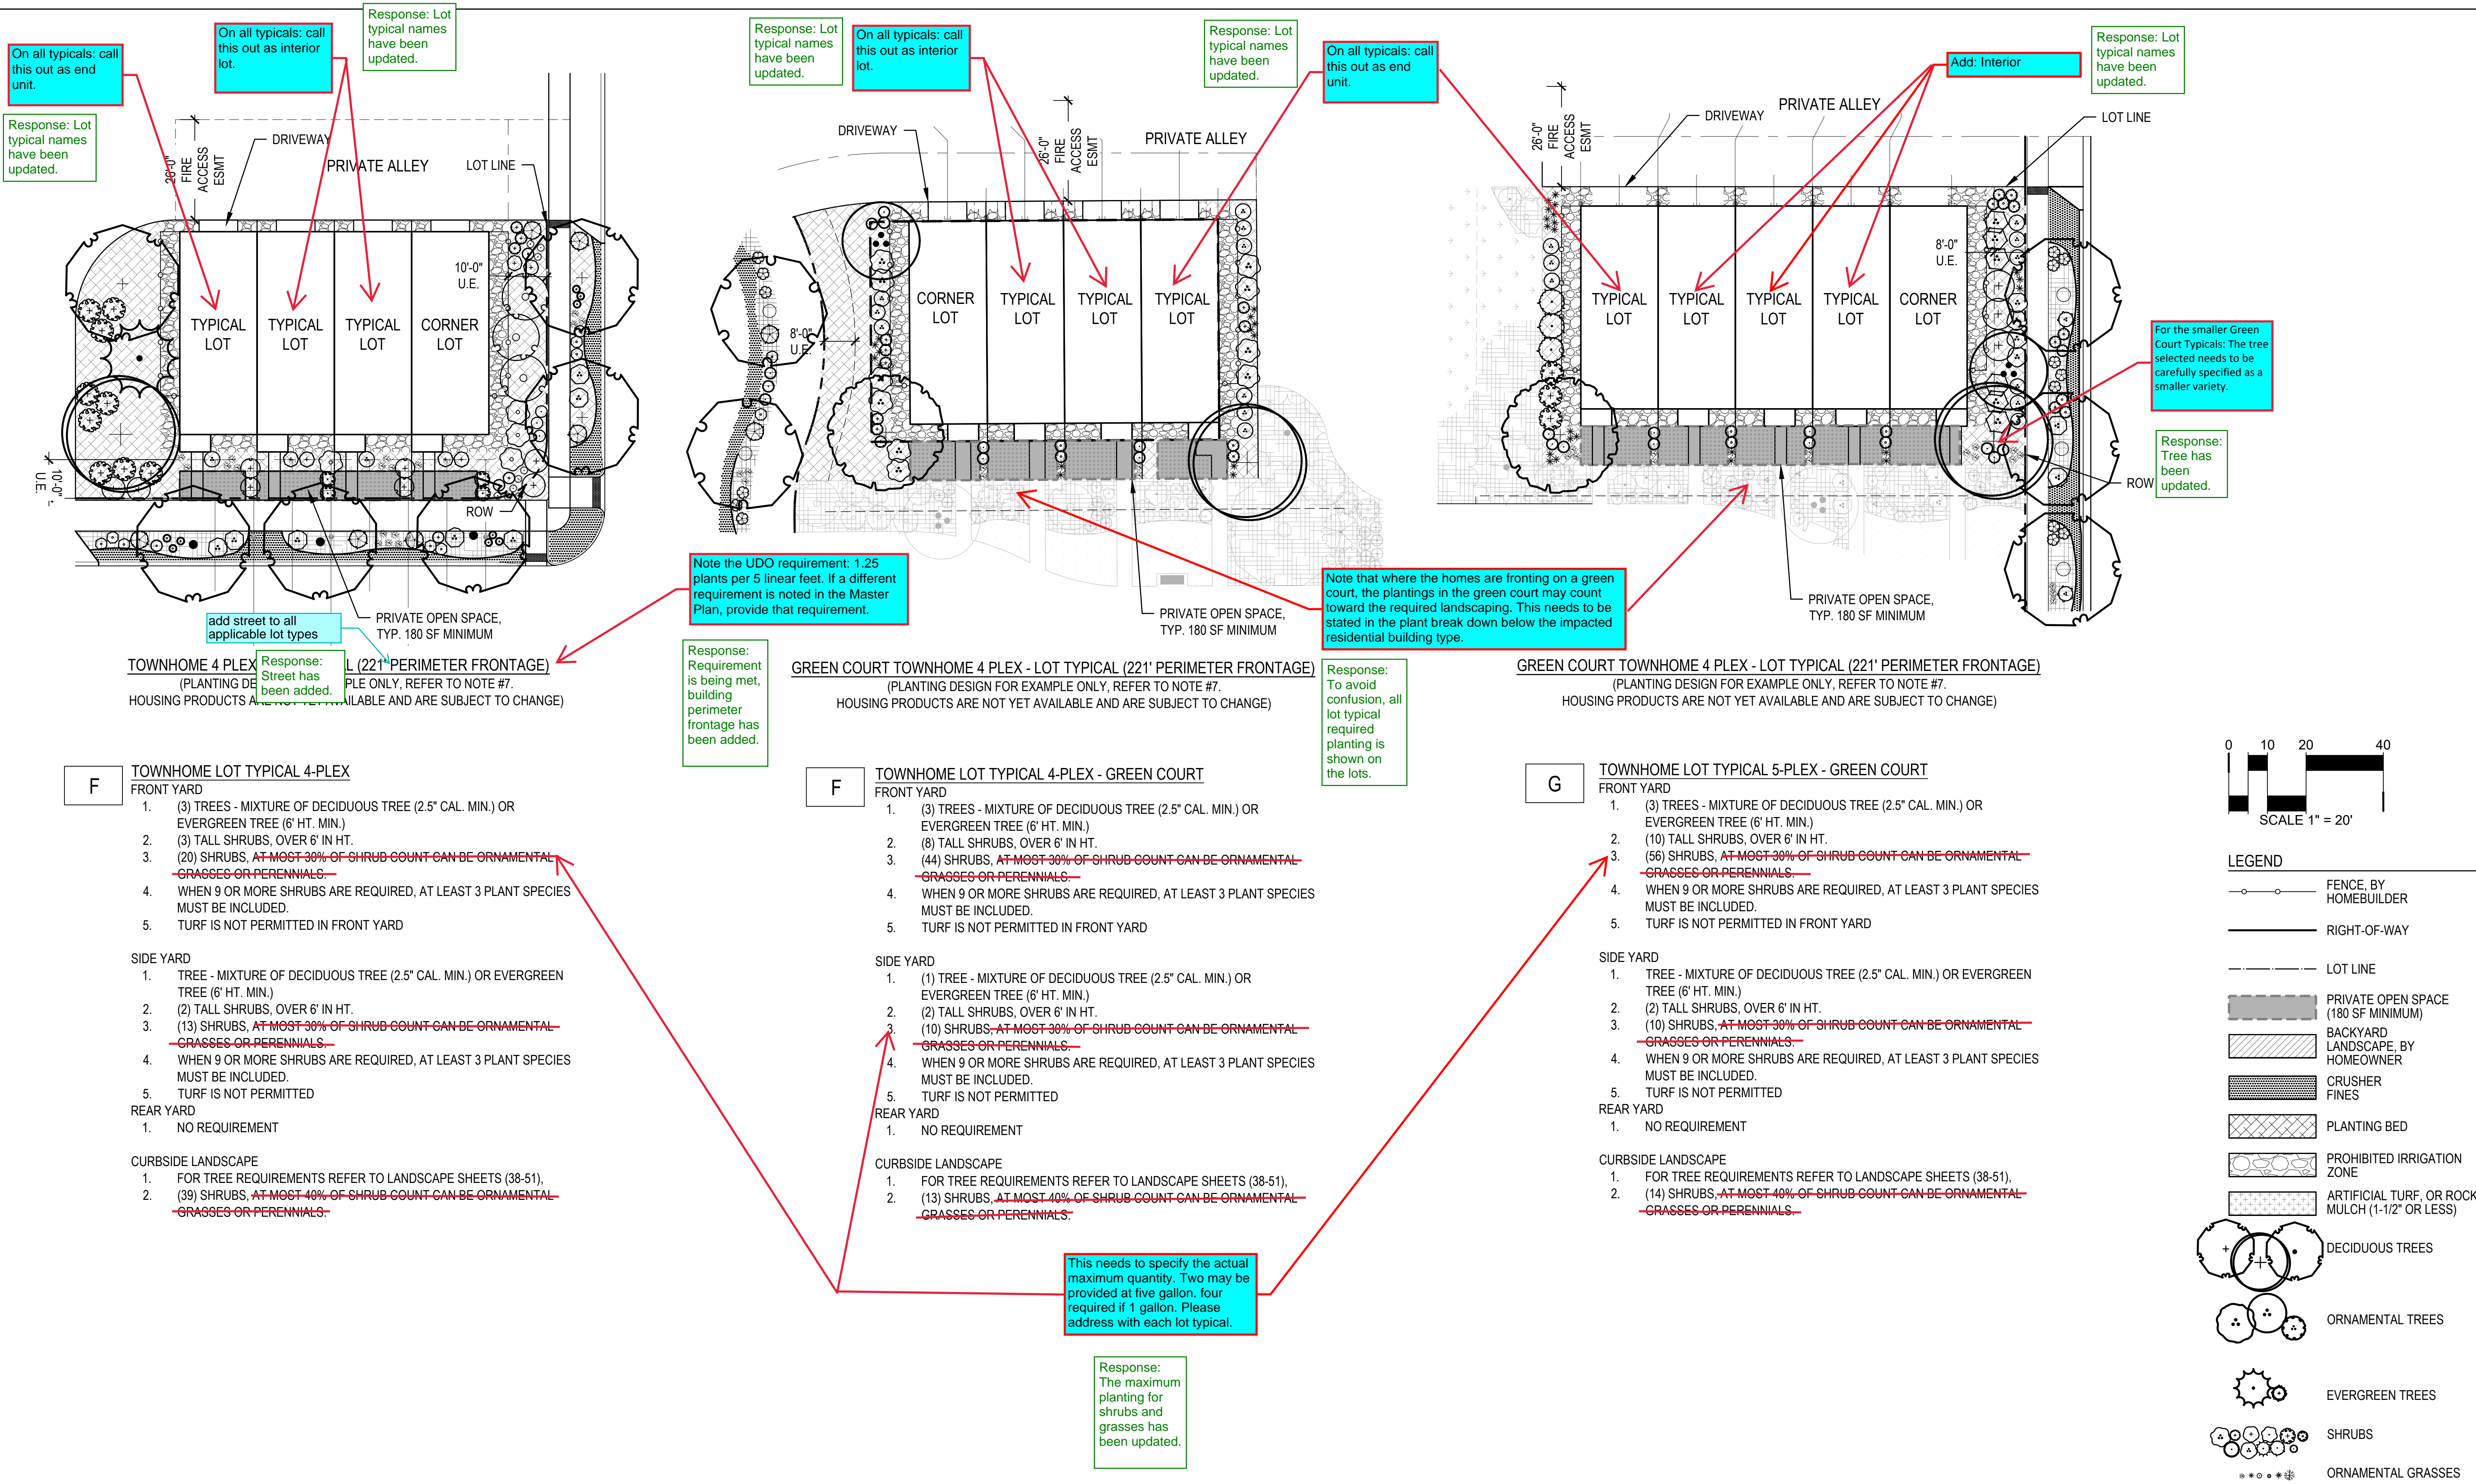 On all typicals: call
this out as end
unit.
Response: Lot
typical names
have been
updated.
On all typicals: call
this out as interior
lot.
Response: Lot
typical names
have been
updated.
26'-0"
FIRE
ACCESS
ESMT
DRIVEWAY
PRIVATE ALLEY
LOT LINE
10'-0"
U.E.
TYPICAL
LOT
TYPICAL
LOT
TYPICAL
LOT
CORNER
LOT
10'-0"
U.E.
ROW
add street to all
applicable lot types
PRIVATE OPEN SPACE,
TYP. 180 SF MINIMUM
TOWNHOME 4 PLEX L (221' PERIMETER FRONTAGE)
(PLANTING DE PLE ONLY, REFER TO NOTE #7.
HOUSING PRODUCTS ARE NOT YET AVAILABLE AND ARE SUBJECT TO CHANGE)
Response:
Street has
been added.
Response: Lot
typical names
have been
updated.
On all typicals: call
this out as interior
lot.
Response: Lot
typical names
have been
updated.
On all typicals: call
this out as end
unit.
DRIVEWAY
26'-0"
FIRE
ACCESS
ESMT
PRIVATE ALLEY
8'-0"
U.E.
CORNER
LOT
TYPICAL
LOT
TYPICAL
LOT
TYPICAL
LOT
Note the UDO requirement: 1.25
plants per 5 linear feet. If a different
requirement is noted in the Master
Plan, provide that requirement.
Response:
Requirement
is being met,
building
perimeter
frontage has
been added.
PRIVATE OPEN SPACE,
TYP. 180 SF MINIMUM
GREEN COURT TOWNHOME 4 PLEX - LOT TYPICAL (221' PERIMETER FRONTAGE)
(PLANTING DESIGN FOR EXAMPLE ONLY, REFER TO NOTE #7.
HOUSING PRODUCTS ARE NOT YET AVAILABLE AND ARE SUBJECT TO CHANGE)
Note that where the homes are fronting on a green
court, the plantings in the green court may count
toward the required landscaping. This needs to be
stated in the plant break down below the impacted
residential building type.
Response:
To avoid
confusion, all
lot typical
required
planting is
shown on
the lots.
Add: Interior
Response: Lot
typical names
have been
updated.
26'-0"
FIRE
ACCESS
ESMT
DRIVEWAY
PRIVATE ALLEY
LOT LINE
8'-0"
U.E.
TYPICAL
LOT
TYPICAL
LOT
TYPICAL
LOT
TYPICAL
LOT
CORNER
LOT
For the smaller Green
Court Typicals: The tree
selected needs to be
carefully specified as a
smaller variety.
Response:
Tree has
been
updated.
ROW
PRIVATE OPEN SPACE,
TYP. 180 SF MINIMUM
GREEN COURT TOWNHOME 4 PLEX - LOT TYPICAL (221' PERIMETER FRONTAGE)
(PLANTING DESIGN FOR EXAMPLE ONLY, REFER TO NOTE #7.
HOUSING PRODUCTS ARE NOT YET AVAILABLE AND ARE SUBJECT TO CHANGE)
F
TOWNHOME LOT TYPICAL 4-PLEX
FRONT YARD
1. (3) TREES - MIXTURE OF DECIDUOUS TREE (2.5" CAL. MIN.) OR
EVERGREEN TREE (6' HT. MIN.)
2. (3) TALL SHRUBS, OVER 6' IN HT.
3. (20) SHRUBS, AT MOST 30% OF SHRUB COUNT CAN BE ORNAMENTAL
GRASSES OR PERENNIALS.
4. WHEN 9 OR MORE SHRUBS ARE REQUIRED, AT LEAST 3 PLANT SPECIES
MUST BE INCLUDED.
5. TURF IS NOT PERMITTED IN FRONT YARD
SIDE YARD
1. TREE - MIXTURE OF DECIDUOUS TREE (2.5" CAL. MIN.) OR EVERGREEN
TREE (6' HT. MIN.)
2. (2) TALL SHRUBS, OVER 6' IN HT.
3. (13) SHRUBS, AT MOST 30% OF SHRUB COUNT CAN BE ORNAMENTAL
GRASSES OR PERENNIALS.
4. WHEN 9 OR MORE SHRUBS ARE REQUIRED, AT LEAST 3 PLANT SPECIES
MUST BE INCLUDED.
5. TURF IS NOT PERMITTED
REAR YARD
1. NO REQUIREMENT
CURBSIDE LANDSCAPE
1. FOR TREE REQUIREMENTS REFER TO LANDSCAPE SHEETS (38-51),
2. (39) SHRUBS, AT MOST 40% OF SHRUB COUNT CAN BE ORNAMENTAL
GRASSES OR PERENNIALS.
F
TOWNHOME LOT TYPICAL 4-PLEX - GREEN COURT
FRONT YARD
1. (3) TREES - MIXTURE OF DECIDUOUS TREE (2.5" CAL. MIN.) OR
EVERGREEN TREE (6' HT. MIN.)
2. (8) TALL SHRUBS, OVER 6' IN HT.
3. (44) SHRUBS, AT MOST 30% OF SHRUB COUNT CAN BE ORNAMENTAL
GRASSES OR PERENNIALS.
4. WHEN 9 OR MORE SHRUBS ARE REQUIRED, AT LEAST 3 PLANT SPECIES
MUST BE INCLUDED.
5. TURF IS NOT PERMITTED IN FRONT YARD
SIDE YARD
1. (1) TREE - MIXTURE OF DECIDUOUS TREE (2.5" CAL. MIN.) OR
EVERGREEN TREE (6' HT. MIN.)
2. (2) TALL SHRUBS, OVER 6' IN HT.
3. (10) SHRUBS, AT MOST 30% OF SHRUB COUNT CAN BE ORNAMENTAL
GRASSES OR PERENNIALS.
4. WHEN 9 OR MORE SHRUBS ARE REQUIRED, AT LEAST 3 PLANT SPECIES
MUST BE INCLUDED.
5. TURF IS NOT PERMITTED
REAR YARD
1. NO REQUIREMENT
CURBSIDE LANDSCAPE
1. FOR TREE REQUIREMENTS REFER TO LANDSCAPE SHEETS (38-51),
2. (13) SHRUBS, AT MOST 40% OF SHRUB COUNT CAN BE ORNAMENTAL
GRASSES OR PERENNIALS.
This needs to specify the actual
maximum quantity. Two may be
provided at five gallon. four
required if 1 gallon. Please
address with each lot typical.
Response:
The maximum
planting for
shrubs and
grasses has
been updated.
G
TOWNHOME LOT TYPICAL 5-PLEX - GREEN COURT
FRONT YARD
1. (3) TREES - MIXTURE OF DECIDUOUS TREE (2.5" CAL. MIN.) OR
EVERGREEN TREE (6' HT. MIN.)
2. (10) TALL SHRUBS, OVER 6' IN HT.
3. (56) SHRUBS, AT MOST 30% OF SHRUB COUNT CAN BE ORNAMENTAL
GRASSES OR PERENNIALS.
4. WHEN 9 OR MORE SHRUBS ARE REQUIRED, AT LEAST 3 PLANT SPECIES
MUST BE INCLUDED.
5. TURF IS NOT PERMITTED IN FRONT YARD
SIDE YARD
1. TREE - MIXTURE OF DECIDUOUS TREE (2.5" CAL. MIN.) OR EVERGREEN
TREE (6' HT. MIN.)
2. (2) TALL SHRUBS, OVER 6' IN HT.
3. (10) SHRUBS, AT MOST 30% OF SHRUB COUNT CAN BE ORNAMENTAL
GRASSES OR PERENNIALS.
4. WHEN 9 OR MORE SHRUBS ARE REQUIRED, AT LEAST 3 PLANT SPECIES
MUST BE INCLUDED.
5. TURF IS NOT PERMITTED
REAR YARD
1. NO REQUIREMENT
CURBSIDE LANDSCAPE
1. FOR TREE REQUIREMENTS REFER TO LANDSCAPE SHEETS (38-51),
2. (14) SHRUBS, AT MOST 40% OF SHRUB COUNT CAN BE ORNAMENTAL
GRASSES OR PERENNIALS.
0 10 20 40
SCALE 1" = 20'
LEGEND
FENCE, BY
HOMEBUILDER
RIGHT-OF-WAY
LOT LINE
PRIVATE OPEN SPACE
(180 SF MINIMUM)
BACKYARD
LANDSCAPE, BY
HOMEOWNER
CRUSHER
FINES
PLANTING BED
PROHIBITED IRRIGATION
ZONE
ARTIFICIAL TURF, OR ROCK
MULCH (1-1/2" OR LESS)
DECIDUOUS TREES
ORNAMENTAL TREES
EVERGREEN TREES
SHRUBS
ORNAMENTAL GRASSES